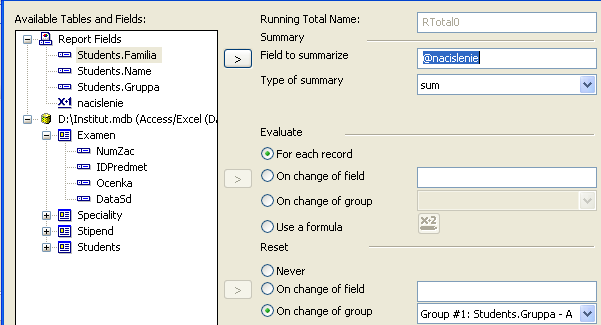 Available Tables and Fields:
Report Fields
Students.Familia
Students.Name
Students.Gruppa
x+1 nacislenie
D:\Institut.mdb (Access/Excel (DA
Examen
NumZac
IDPredmet
Ocenka
DataSd
Speciality
Stipend
Students
Running Total Name: RTotal0
Summary
> Field to summarize @nacislenie
Type of summary sum
Evaluate
For each record
> On change of field
On change of group
Use a formula x+2
Reset
Never
> On change of field
On change of group Group #1: Students.Gruppa - A